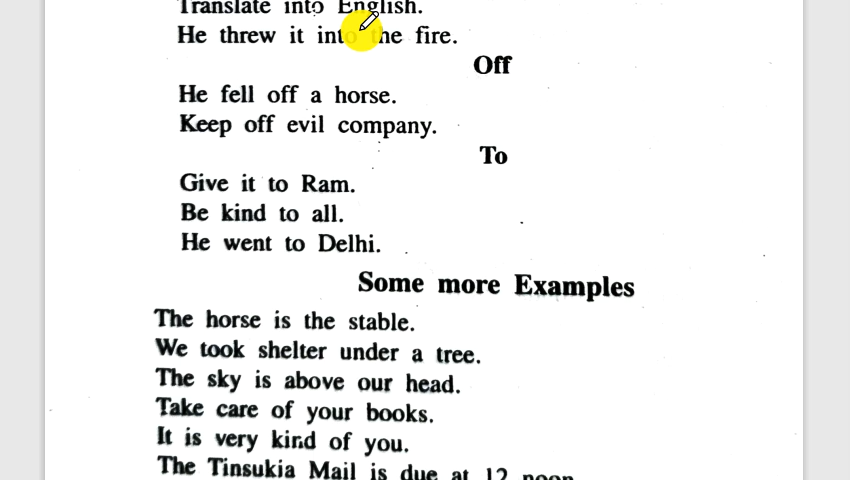 Translate into English.
He threw it into the fire.
Off
He fell off a horse.
Keep off evil company.
To
Give it to Ram.
Be kind to all.
He went to Delhi.
Some more Examples
The horse is the stable.
We took shelter under a tree.
The sky is above our head.
Take care of your books.
It is very kind of you.
The Tinsukia Mail is due at 12 noon